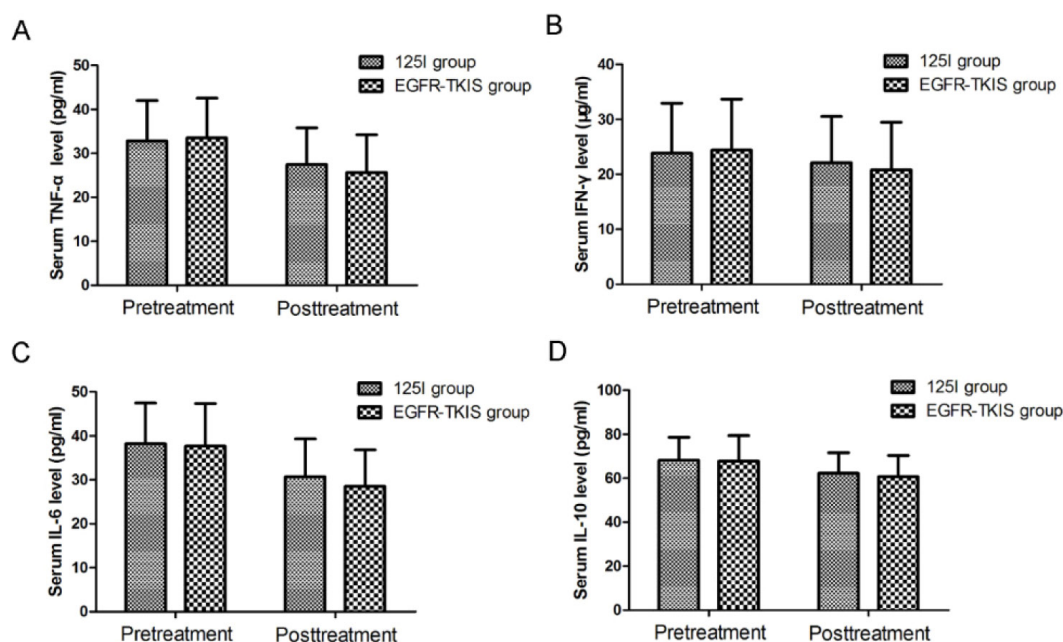 A
Serum TNF-α level (pg/ml)
50
40
30
20
10
0
125I group
EGFR-TKIS group
Pretreatment
Posttreatment
B
Serum IFN-γ level (μg/ml)
40
30
20
10
0
125I group
EGFR-TKIS group
Pretreatment
Posttreatment
C
Serum IL-6 level (pg/ml)
50
40
30
20
10
0
125I group
EGFR-TKIS group
Pretreatment
Posttreatment
D
Serum IL-10 level (pg/ml)
100
80
60
40
20
0
125I group
EGFR-TKIS group
Pretreatment
Posttreatment